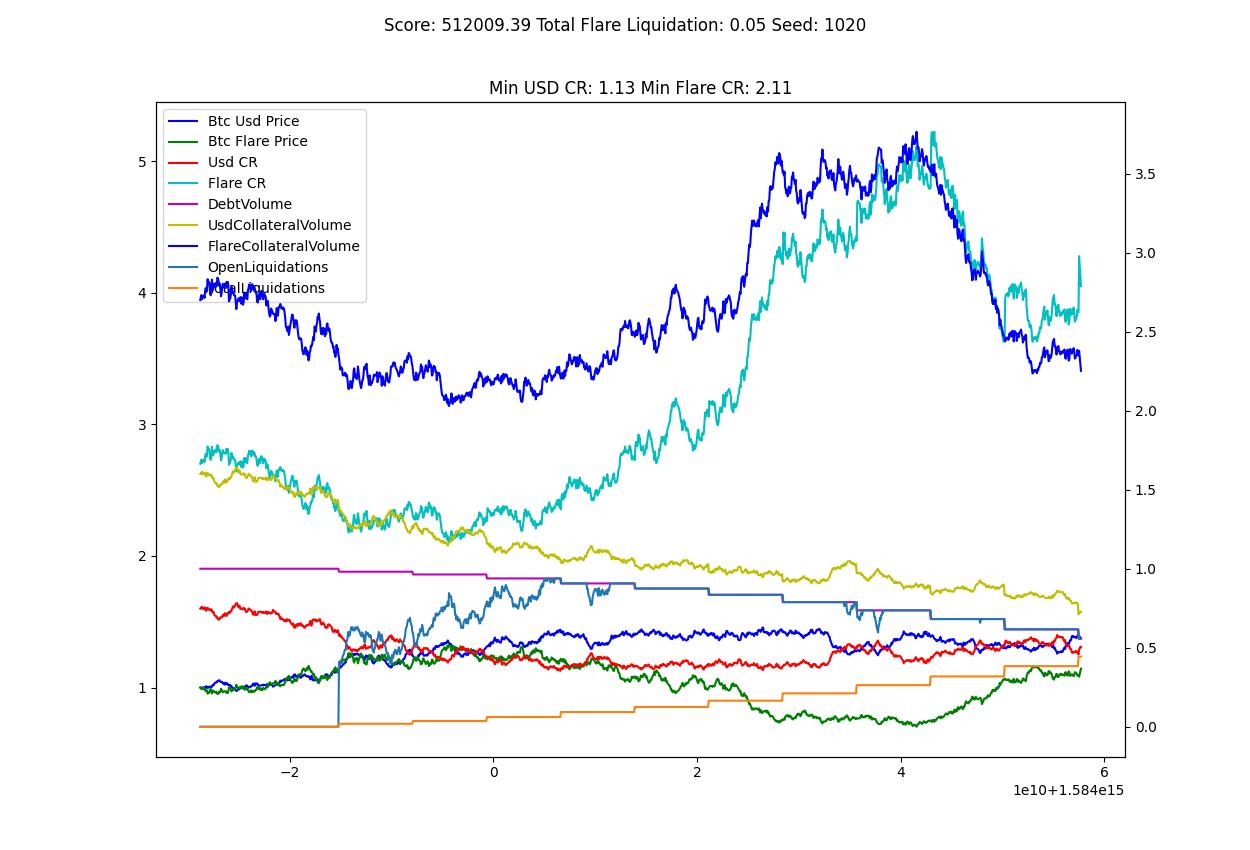 Score: 512009.39 Total Flare Liquidation: 0.05 Seed: 1020
Min USD CR: 1.13 Min Flare CR: 2.11
Btc Usd Price
Btc Flare Price
Usd CR
Flare CR
DebtVolume
UsdCollateralVolume
FlareCollateralVolume
OpenLiquidations
TotalLiquidations
5
4
3
2
1
3.5
3.0
2.5
2.0
1.5
1.0
0.5
0.0
−2
0
2
4
6
1e10+1.584e15